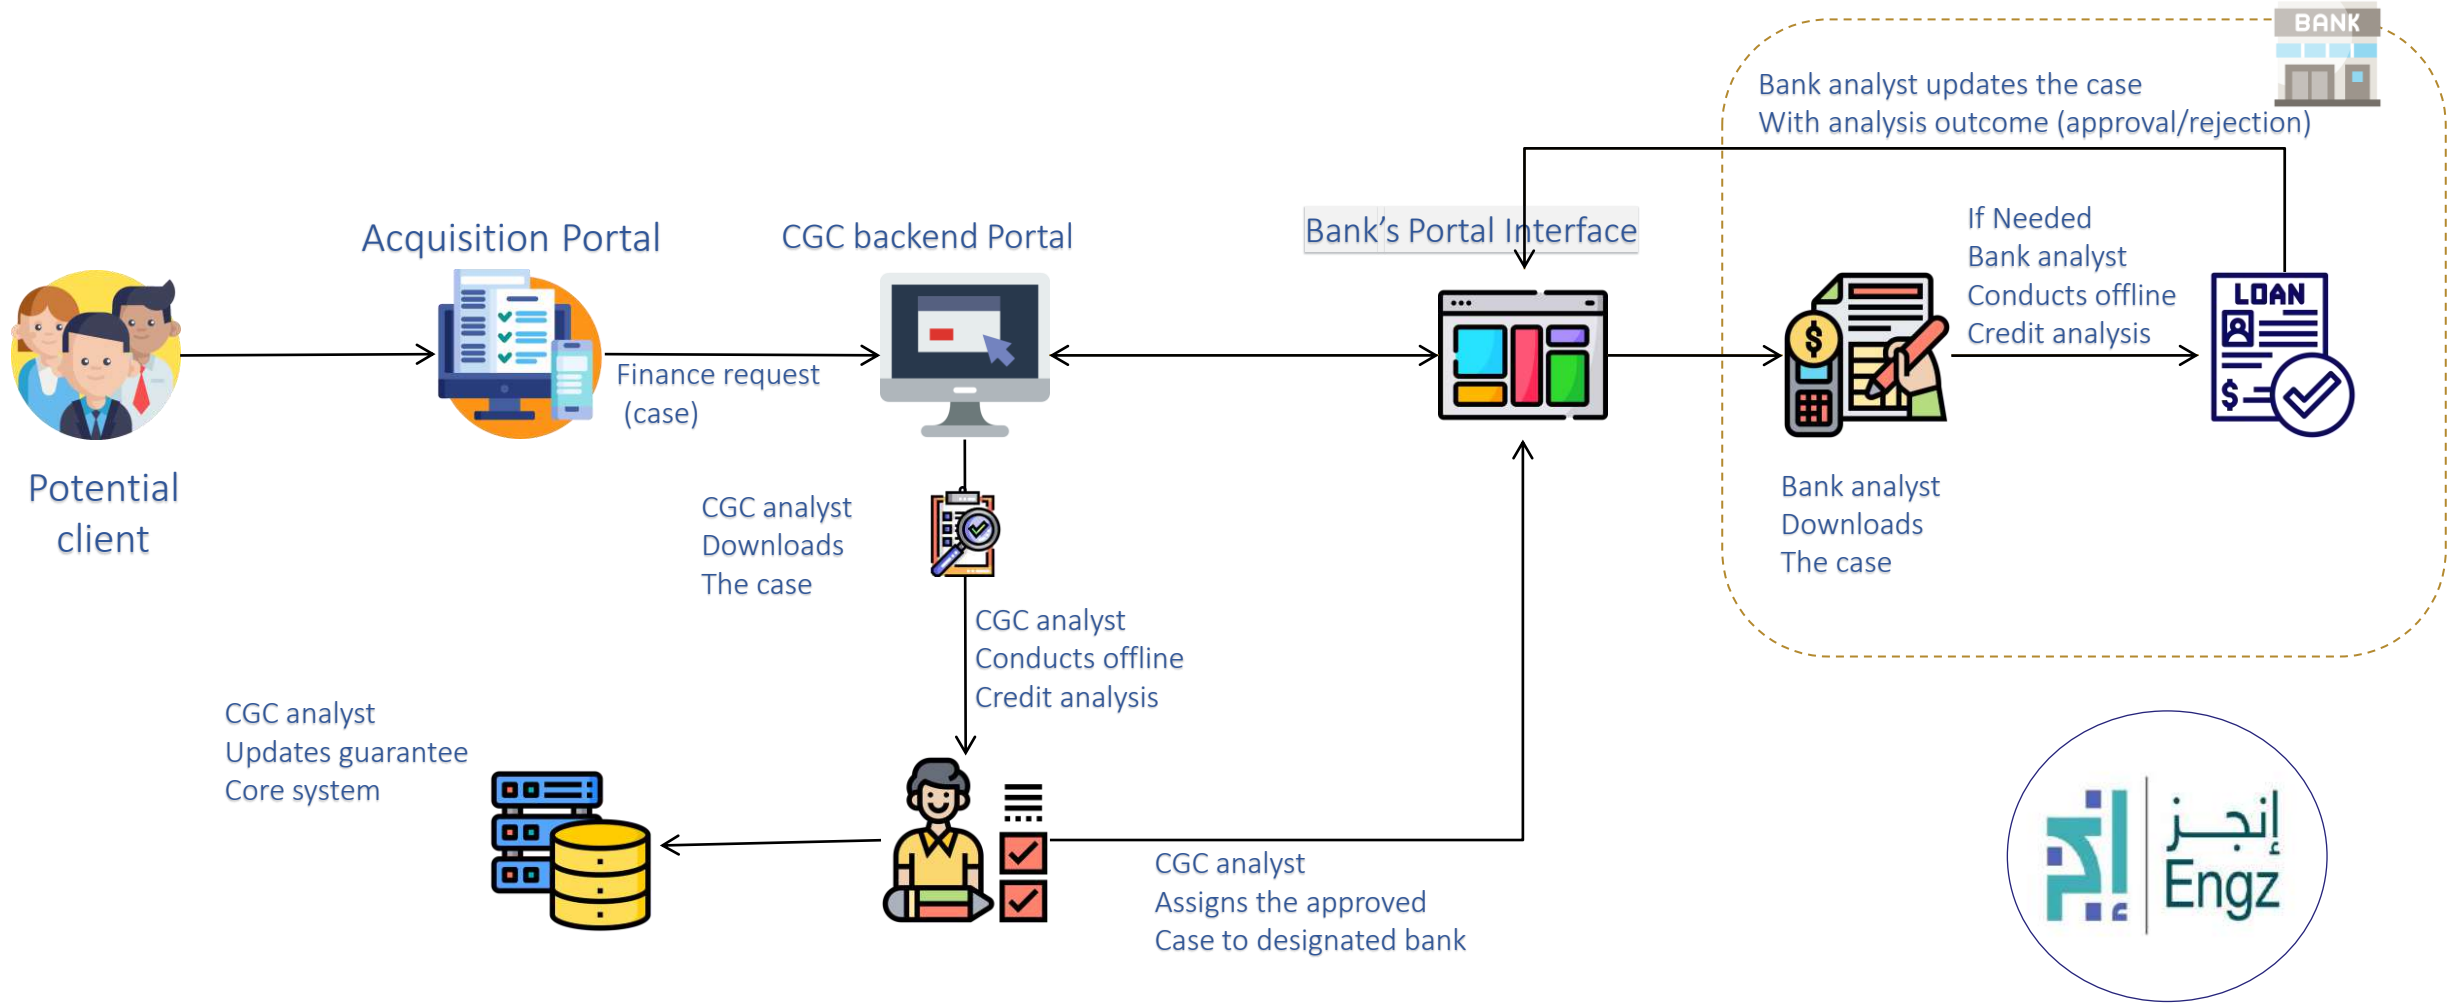 BANK
Bank analyst updates the case
With analysis outcome (approval/rejection)
Acquisition Portal
CGC backend Portal
Bank's Portal Interface
If Needed
Bank analyst
Conducts offline
Credit analysis
LOAN
$
$
Finance request
(case)
Potential
client
CGC analyst
Downloads
The case
Bank analyst
Downloads
The case
CGC analyst
Conducts offline
Credit analysis
CGC analyst
Updates guarantee
Core system
CGC analyst
Assigns the approved
Case to designated bank
إنجز
Engz